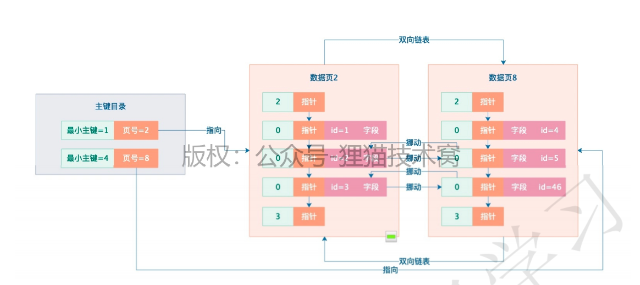 双向链表
数据页2
数据页8
2 指针
2 指针
主键目录
最小主键=1 页号=2
指向
0 指针 id=1 字段
0 指针 字段 id=4
挪动
版权：公众号 狸猫技术窝
最小主键=4 页号=8
0 指针
挪动
0 指针 字段 id=5
挪动
0 指针 id=3 字段
挪动
0 指针 字段 id=46
3 指针
3 指针
双向链表
指向
学习